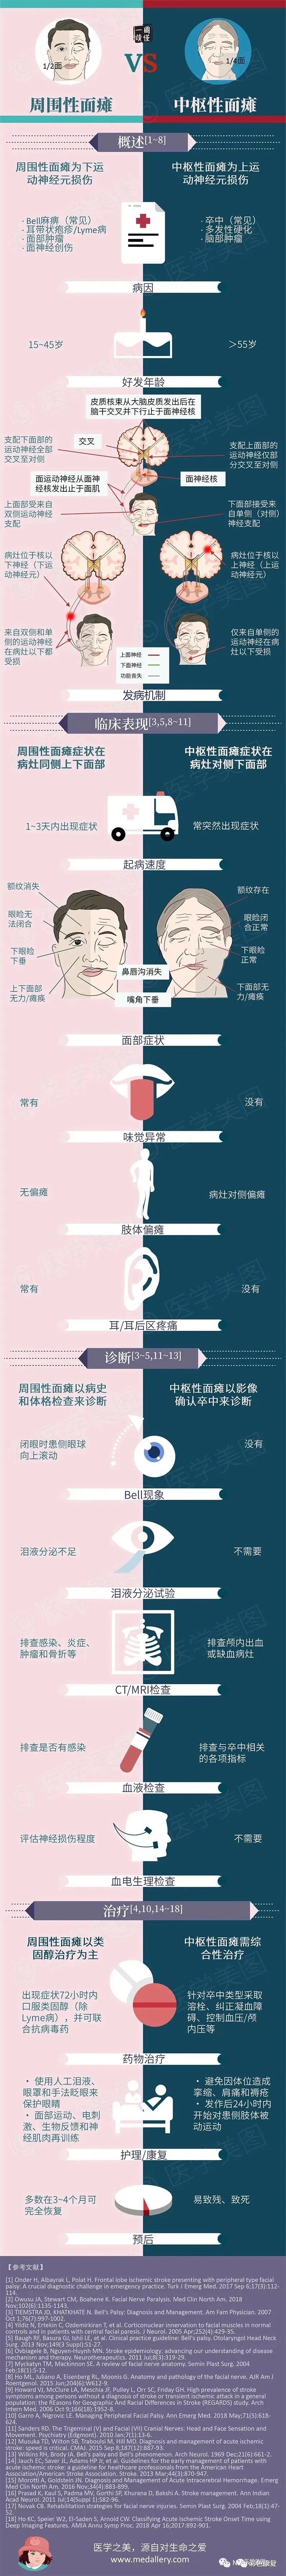 一图读懂
1/2面
VS
1/4面
周围性面瘫
中枢性面瘫
概述[1~8]
周围性面瘫为下运
动神经元损伤
中枢性面瘫为上运
动神经元损伤
· Bell麻痹（常见）
· 耳带状疱疹/Lyme病
· 面部肿瘤
· 面神经创伤
· 卒中（常见）
· 多发性硬化
· 脑部肿瘤
病因
15~45岁
＞55岁
好发年龄
皮质核束从大脑皮质发出后在
脑干交叉并下行止于面神经核
支配下面部的
运动神经全部
交叉至对侧
交叉
支配上面部的
运动神经仅部
分交叉至对侧
面运动神经从面神
经核发出止于面肌
面神经核
上面部受来自
双侧运动神经
支配
下面部接受来
自单侧（对侧）
神经支配
病灶位于核以
下神经（下运
动神经元）
病灶位于核以
上神经（上运
动神经元）
来自双侧和单
侧的运动神经
在病灶以下都
受损
仅来自单侧的
运动神经在病
灶以下受损
上面神经
下面神经
功能丧失
发病机制
临床表现[3,5,8~11]
周围性面瘫症状在
病灶同侧上下面部
中枢性面瘫症状在
病灶对侧下面部
1~3天内出现症状
常突然出现症状
起病速度
额纹消失
额纹存在
眼睑无
法闭合
眼睑闭
合正常
下眼睑
下垂
下眼睑
正常
鼻唇沟消失
上下面部
无力/瘫痪
下面部无
力/瘫痪
嘴角下垂
面部症状
常有
没有
味觉异常
无偏瘫
病灶对侧偏瘫
肢体偏瘫
常有
没有
耳/耳后区疼痛
诊断[3~5,11~13]
周围性面瘫以病史
和体格检查来诊断
中枢性面瘫以影像
确认卒中来诊断
闭眼时患侧眼球
向上滚动
没有
Bell现象
泪液分泌不足
不需要
泪液分泌试验
排查感染、炎症、
肿瘤和骨折等
排查颅内出血
或缺血病灶
CT/MRI检查
排查是否有感染
排查与卒中相关
的各项指标
血液检查
评估神经损伤程度
不需要
血电生理检查
治疗[4,10,14~18]
周围性面瘫以类
固醇治疗为主
中枢性面瘫需综
合性治疗
出现症状72小时内
口服类固醇（除
Lyme病），并可联
合抗病毒药
针对卒中类型采取
溶栓、纠正凝血障
碍、控制血压/颅
内压等
药物治疗
· 使用人工泪液、
眼罩和手法眨眼来
保护眼睛
· 面部运动、电刺
激、生物反馈和神
经肌肉再训练
· 避免因体位造成
挛缩、肩痛和褥疮
· 发作后24小时内
开始对患侧肢体被
动运动
护理/康复
多数在3~4个月可
完全恢复
易致残、致死
预后
【参考文献】
[1] Onder H, Albayrak L, Polat H. Frontal lobe ischemic stroke presenting with peripheral type facial
palsy: A crucial diagnostic challenge in emergency practice. Turk J Emerg Med. 2017 Sep 6;17(3):112-
114.
[2] Owusu JA, Stewart CM, Boahene K. Facial Nerve Paralysis. Med Clin North Am. 2018
Nov;102(6):1135-1143.
[3] TIEMSTRA JD, KHATKHATE N. Bell's Palsy: Diagnosis and Management. Am Fam Physician. 2007
Oct 1;76(7):997-1002.
[4] Yildiz N, Ertekin C, Ozdemirkiran T, et al. Corticonuclear innervation to facial muscles in normal
controls and in patients with central facial paresis. J Neurol. 2005 Apr;252(4):429-35.
[5] Baugh RF, Basura GJ, Ishii LE, et al. Clinical practice guideline: Bell's palsy. Otolaryngol Head Neck
Surg. 2013 Nov;149(3 Suppl):S1-27.
[6] Ovbiagele B, Nguyen-Huynh MN. Stroke epidemiology: advancing our understanding of disease
mechanism and therapy. Neurotherapeutics. 2011 Jul;8(3):319-29.
[7] Myckatyn TM, Mackinnon SE. A review of facial nerve anatomy. Semin Plast Surg. 2004
Feb;18(1):5-12.
[8] Ho ML, Juliano A, Eisenberg RL, Moonis G. Anatomy and pathology of the facial nerve. AJR Am J
Roentgenol. 2015 Jun;204(6):W612-9.
[9] Howard VJ, McClure LA, Meschia JF, Pulley L, Orr SC, Friday GH. High prevalence of stroke
symptoms among persons without a diagnosis of stroke or transient ischemic attack in a general
population: the REasons for Geographic And Racial Differences in Stroke (REGARDS) study. Arch
Intern Med. 2006 Oct 9;166(18):1952-8.
[10] Garro A, Nigrovic LE. Managing Peripheral Facial Palsy. Ann Emerg Med. 2018 May;71(5):618-
624.
[11] Sanders RD. The Trigeminal (V) and Facial (VII) Cranial Nerves: Head and Face Sensation and
Movement. Psychiatry (Edgmont). 2010 Jan;7(1):13-6.
[12] Musuka TD, Wilton SB, Traboulsi M, Hill MD. Diagnosis and management of acute ischemic
stroke: speed is critical. CMAJ. 2015 Sep 8;187(12):887-93.
[13] Wilkins RH, Brody IA. Bell's palsy and Bell's phenomenon. Arch Neurol. 1969 Dec;21(6):661-2.
[14] Jauch EC, Saver JL, Adams HP Jr, et al. Guidelines for the early management of patients with
acute ischemic stroke: a guideline for healthcare professionals from the American Heart
Association/American Stroke Association. Stroke. 2013 Mar;44(3):870-947.
[15] Morotti A, Goldstein JN. Diagnosis and Management of Acute Intracerebral Hemorrhage. Emerg
Med Clin North Am. 2016 Nov;34(4):883-899.
[16] Prasad K, Kaul S, Padma MV, Gorthi SP, Khurana D, Bakshi A. Stroke management. Ann Indian
Acad Neurol. 2011 Jul;14(Suppl 1):S82-96.
[17] Novak CB. Rehabilitation strategies for facial nerve injuries. Semin Plast Surg. 2004 Feb;18(1):47-
52.
[18] Ho KC, Speier W, El-Saden S, Arnold CW. Classifying Acute Ischemic Stroke Onset Time using
Deep Imaging Features. AMIA Annu Symp Proc. 2018 Apr 16;2017:892-901.
医学之美，源自对生命之爱
www.medallery.com